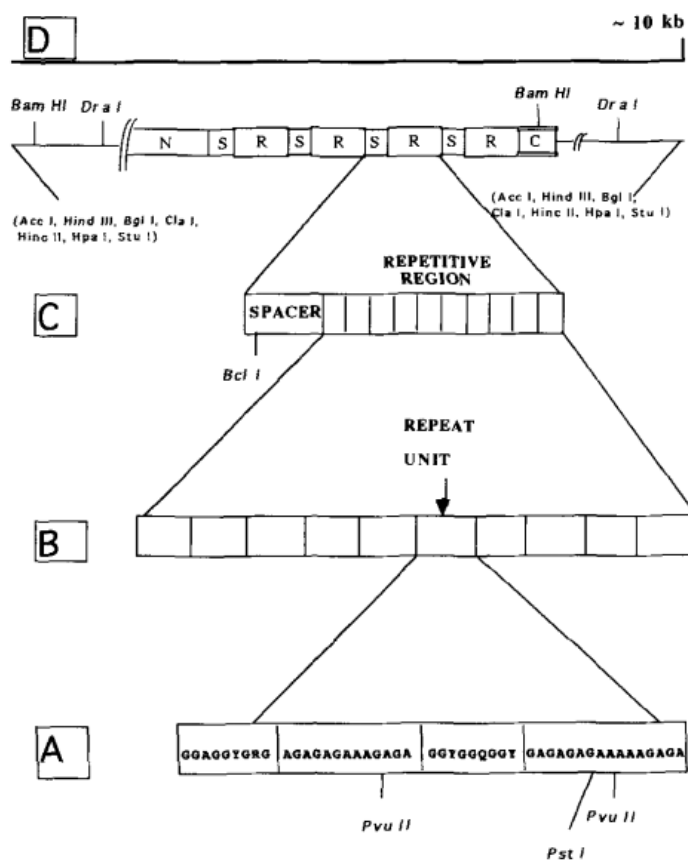 D
~ 10 kb
Bam HI Dra I Bam HI Dra I
N S R S R S R S R C
(Acc I, Hind III, Bgl I, Cla I,
Hinc II, Hpa I, Stu I)
(Acc I, Hind III, Bgl I,
Cla I, Hinc II, Hpa I, Stu I)
REPETITIVE
REGION
C
SPACER
Bcl I
REPEAT
UNIT
B
A
GGAGGYGRG AGAGAGAAAGAGA GGYGGQGGY GAGAGAGAAAAAGAGA
Pvu II
Pvu II
Pst I